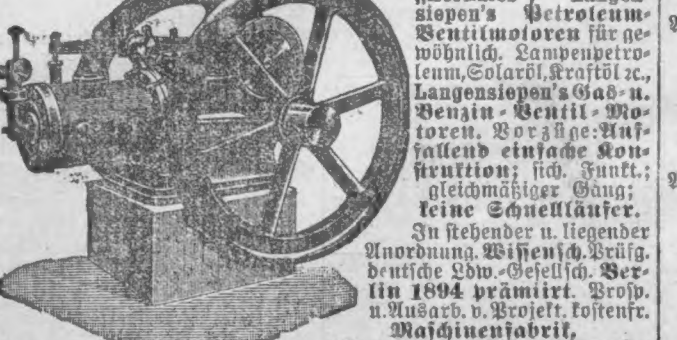 siepen's Petroleum-
Ventilmotoren für ge-
wöhnlich. Lampenpetro-
leum, Solaröl, Kraftöl ꝛc.,
Langensiepen's Gas- u.
Benzin-Ventil-Mo-
toren. Vorzüge: Auf-
fallend einfache Kon-
struktion; sich. Funkt.;
gleichmäßiger Gang;
keine Schnellläufer.
In stehender u. liegender
Anordnung. Wissensch. Prüfg.
deutsche Ldw.-Gesellsch. Ber-
lin 1894 prämiirt. Prosp.
u. Ausarb. v. Projekt. kostenfr.
Maschinenfabrik,